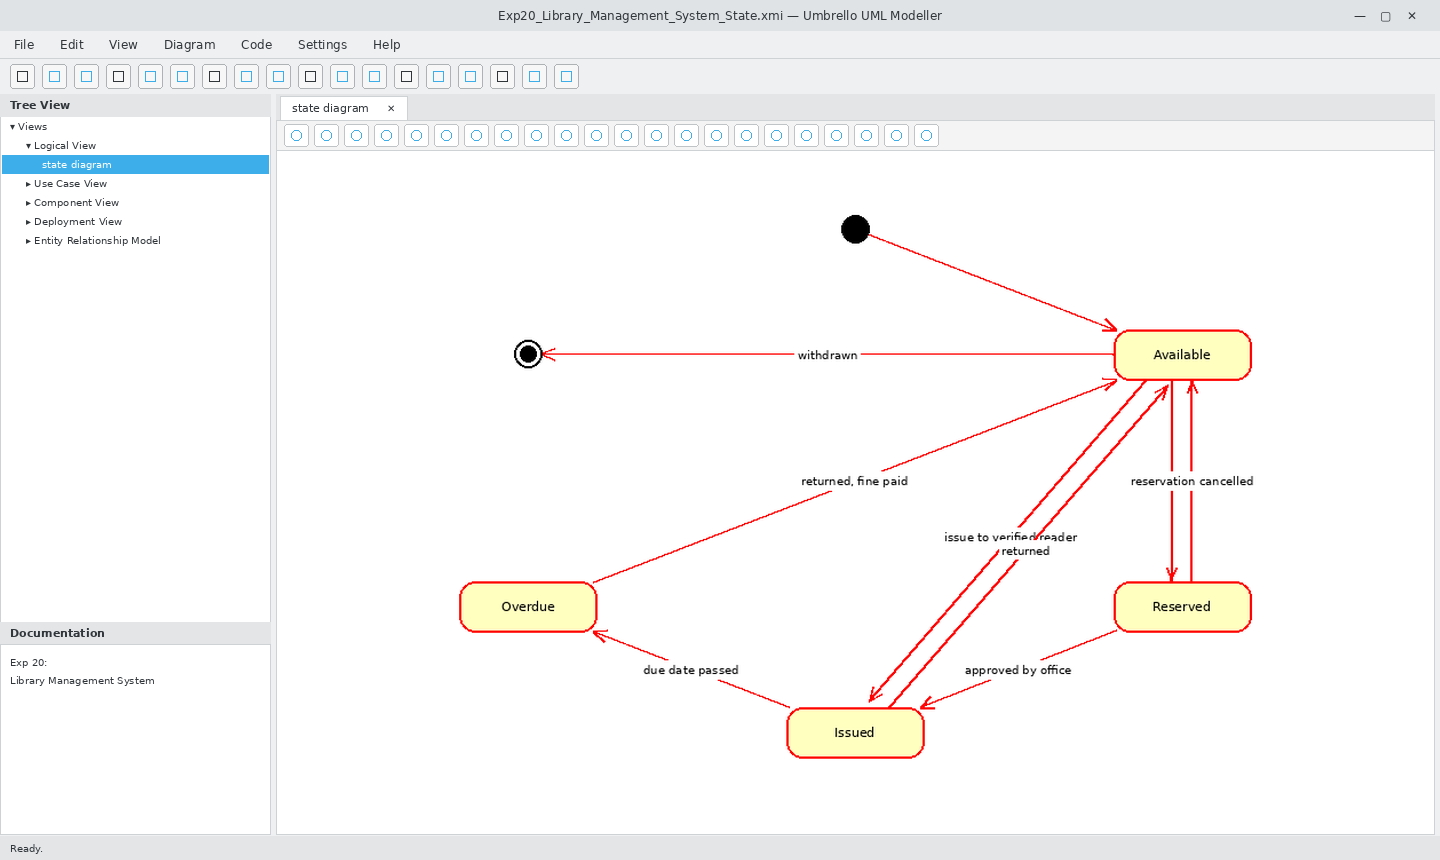 Exp20_Library_Management_System_State.xmi — Umbrello UML Modeller
File Edit View Diagram Code Settings Help
Tree View
Views
Logical View
state diagram
Use Case View
Component View
Deployment View
Entity Relationship Model
Documentation
Exp 20:
Library Management System
state diagram
Available
withdrawn
returned, fine paid
reservation cancelled
issue to verified reader
returned
Overdue
Reserved
due date passed
approved by office
Issued
Ready.